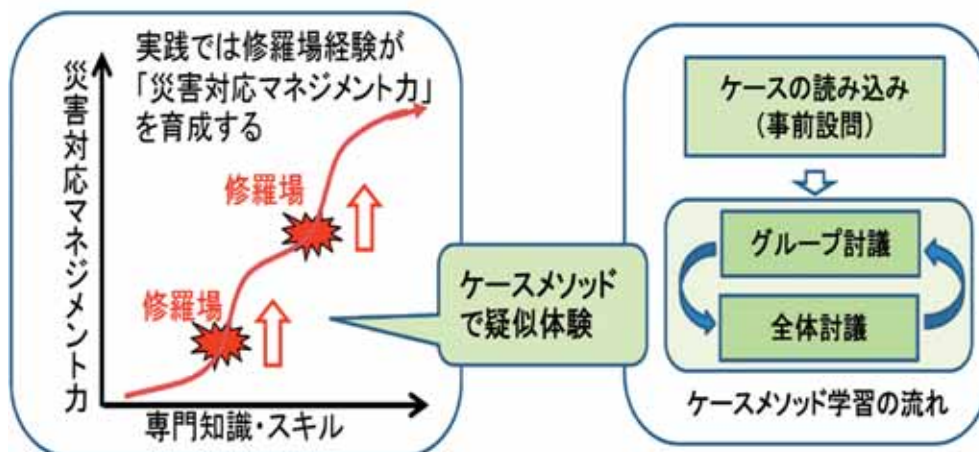 実践では修羅場経験が
「災害対応マネジメント力」
を育成する
災害対応マネジメント力
修羅場
修羅場
専門知識・スキル
ケースメソッド
で疑似体験
ケースの読み込み
(事前設問)
グループ討議
全体討議
ケースメソッド学習の流れ